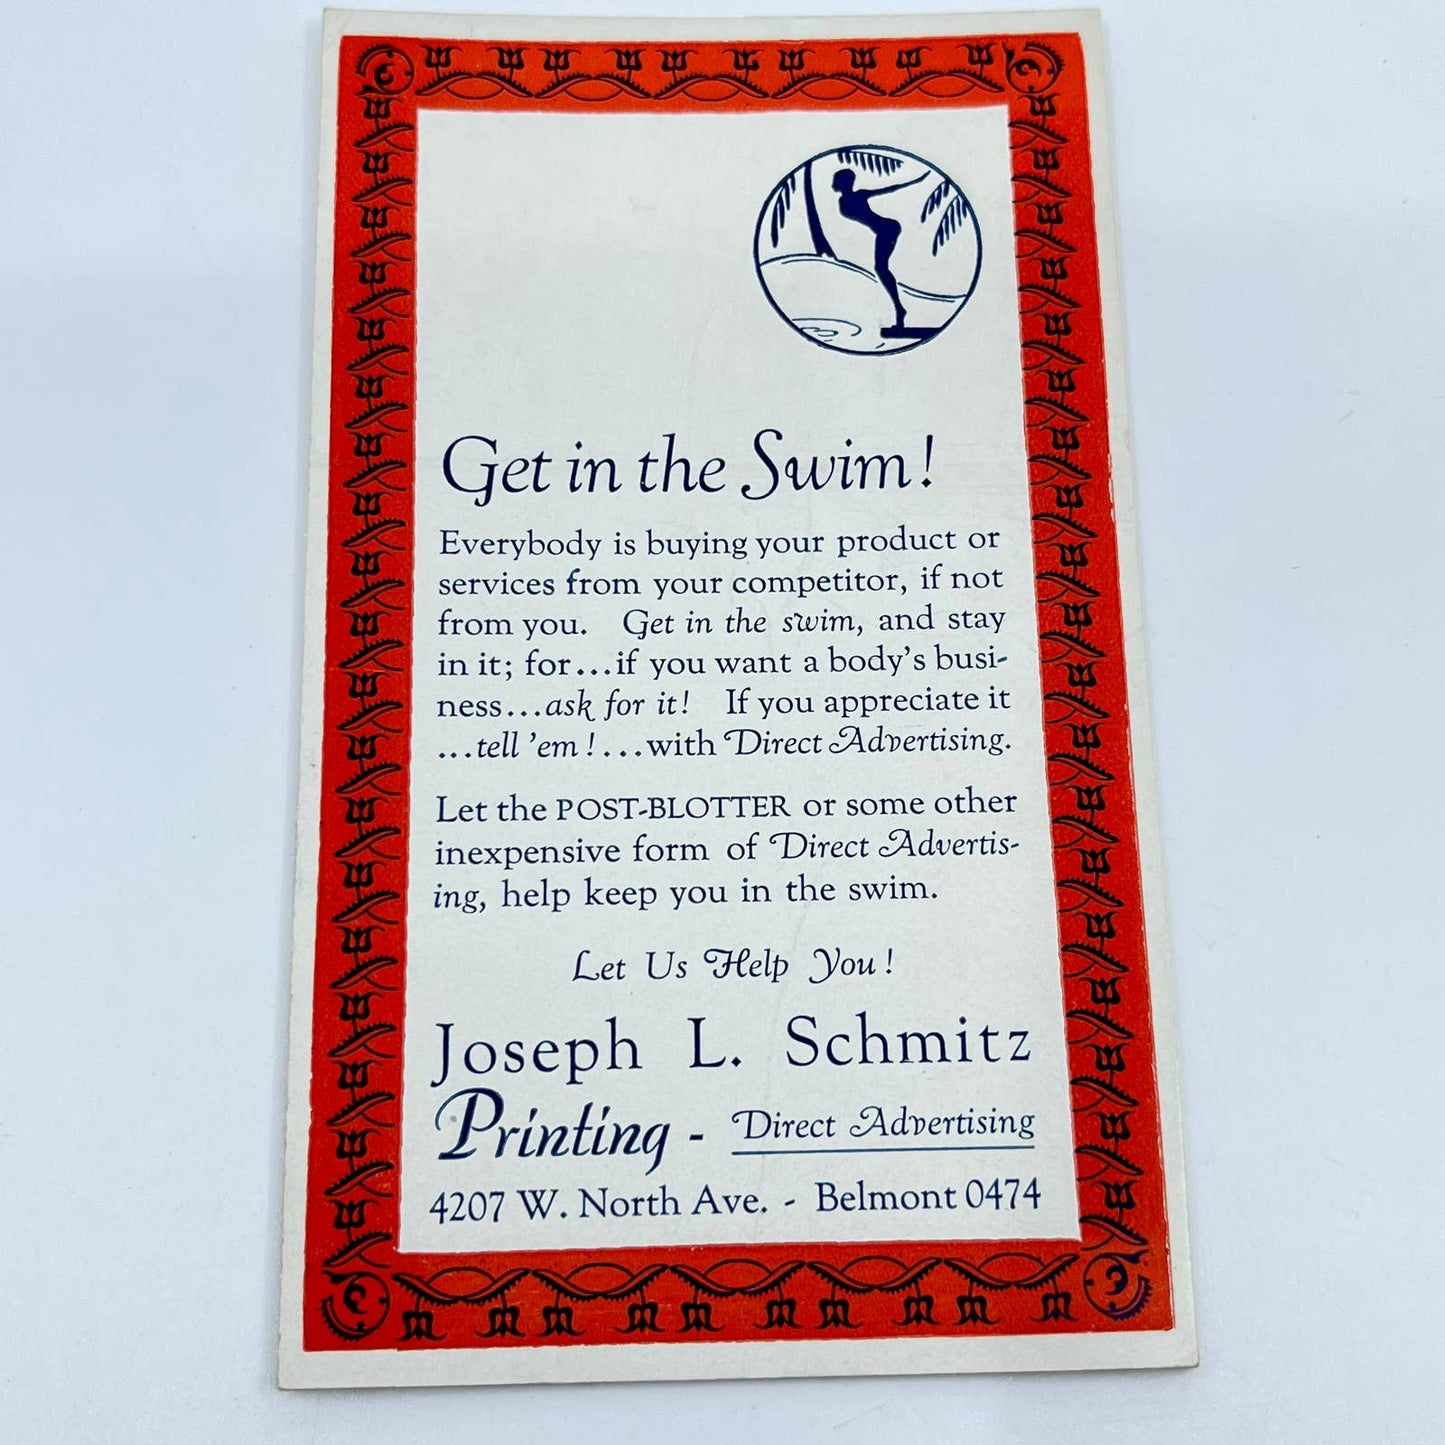 Get in the Swim!
Everybody is buying your product or
services from your competitor, if not
from you. Get in the swim, and stay
in it; for...if you want a body's busi-
ness...ask for it! If you appreciate it
...tell 'em!...with Direct Advertising.
Let the POST-BLOTTER or some other
inexpensive form of Direct Advertis-
ing, help keep you in the swim.
Let Us Help You!
Joseph L. Schmitz
Printing - Direct Advertising
4207 W. North Ave. - Belmont 0474